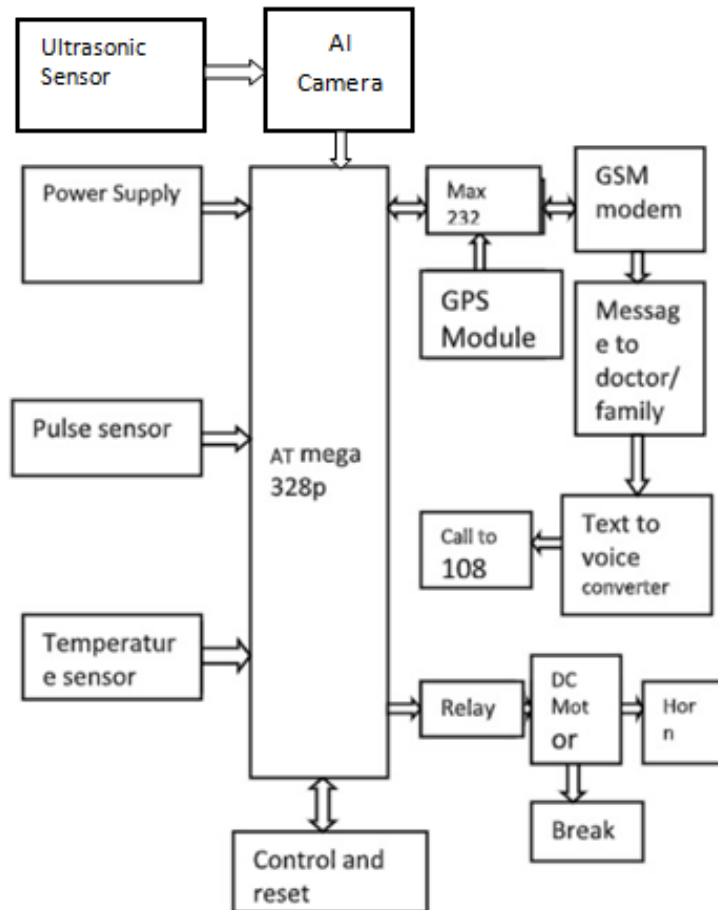 Ultrasonic
Sensor
AI
Camera
Power Supply
Max
232
GSM
modem
GPS
Module
Messag
e to
doctor/
family
Pulse sensor
AT mega
328p
Call to
108
Text to
voice
converter
Temperatur
e sensor
Relay
DC
Mot
or
Hor
n
Break
Control and
reset